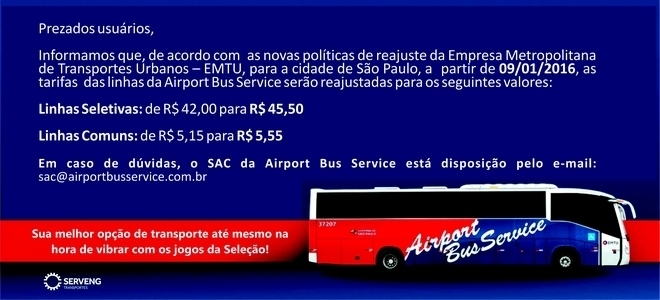 Prezados usuários,
Informamos que, de acordo com as novas políticas de reajuste da Empresa Metropolitana
de Transportes Urbanos – EMTU, para a cidade de São Paulo, a partir de 09/01/2016, as
tarifas das linhas da Airport Bus Service serão reajustadas para os seguintes valores:
Linhas Seletivas: de R$ 42,00 para R$ 45,50
Linhas Comuns: de R$ 5,15 para R$ 5,55
Em caso de dúvidas, o SAC da Airport Bus Service está disposição pelo e-mail:
sac@airportbusservice.com.br
Sua melhor opção de transporte até mesmo na
hora de vibrar com os jogos da Seleção!
37207
Airport
Bus Service
EMTU
SERVENG
TRANSPORTES